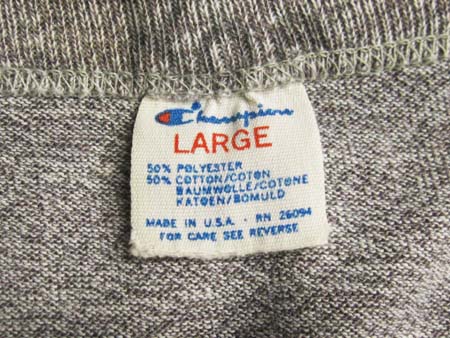 Champion
LARGE
50% POLYESTER
50% COTTON/COTON
BAUMWOLLE/COTONE
KATOEN/BOMULD
MADE IN U.S.A. - RN 26094
FOR CARE SEE REVERSE